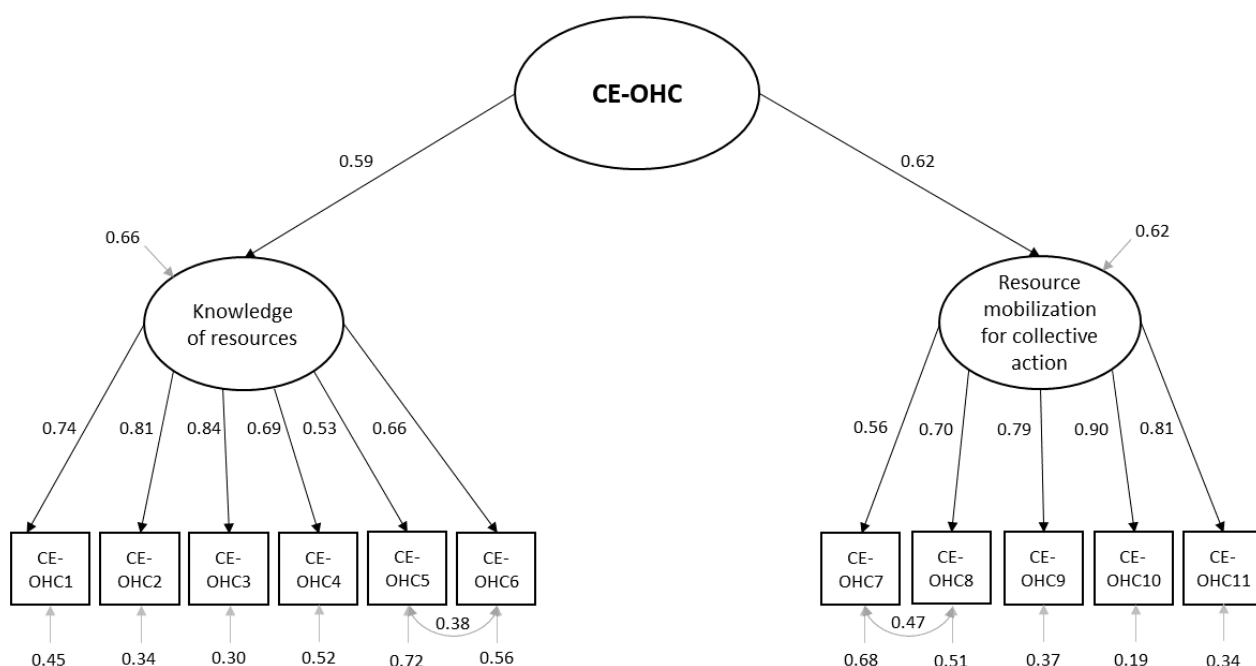 CE-OHC
0.59
0.62
0.66
0.62
Knowledge
of resources
Resource
mobilization
for collective
action
0.74
0.81
0.84
0.69
0.53
0.66
0.56
0.70
0.79
0.90
0.81
CE-
OHC1
CE-
OHC2
CE-
OHC3
CE-
OHC4
CE-
OHC5
CE-
OHC6
CE-
OHC7
CE-
OHC8
CE-
OHC9
CE-
OHC10
CE-
OHC11
0.38
0.47
0.45
0.34
0.30
0.52
0.72
0.56
0.68
0.51
0.37
0.19
0.34